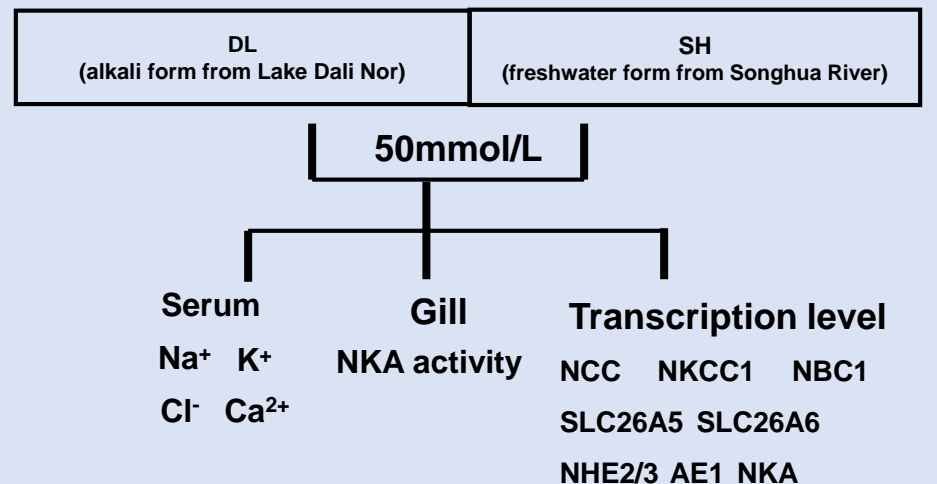 DL
(alkali form from Lake Dali Nor)
SH
(freshwater form from Songhua River)
50mmol/L
Serum
Na⁺ K⁺
Cl⁻ Ca²⁺
Gill
NKA activity
Transcription level
NCC NKCC1 NBC1
SLC26A5 SLC26A6
NHE2/3 AE1 NKA